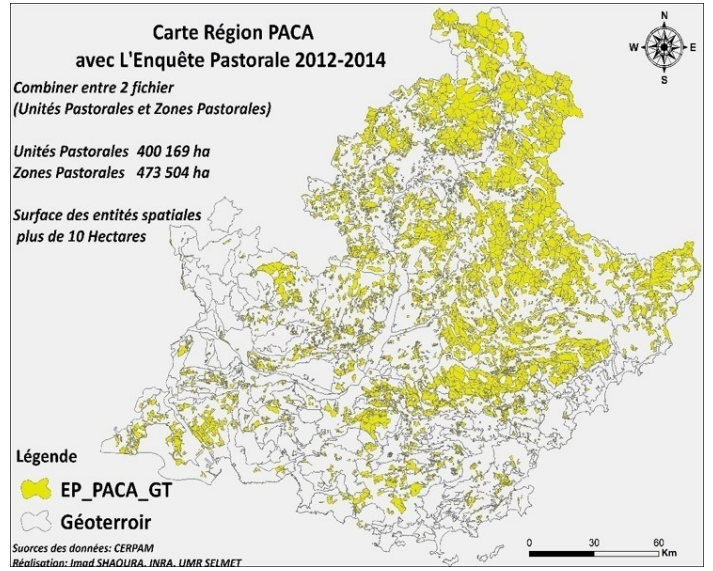 Carte Région PACA
avec L'Enquête Pastorale 2012-2014
Combiner entre 2 fichier
(Unités Pastorales et Zones Pastorales)
Unités Pastorales 400 169 ha
Zones Pastorales 473 504 ha
Surface des entités spatiales
plus de 10 Hectares
N
W E
S
Légende
EP_PACA_GT
Géoterroir
Suorces des données: CERPAM
Réalisation: Imad SHAQURA, INRA, UMR SELMET
0 30 60
Km